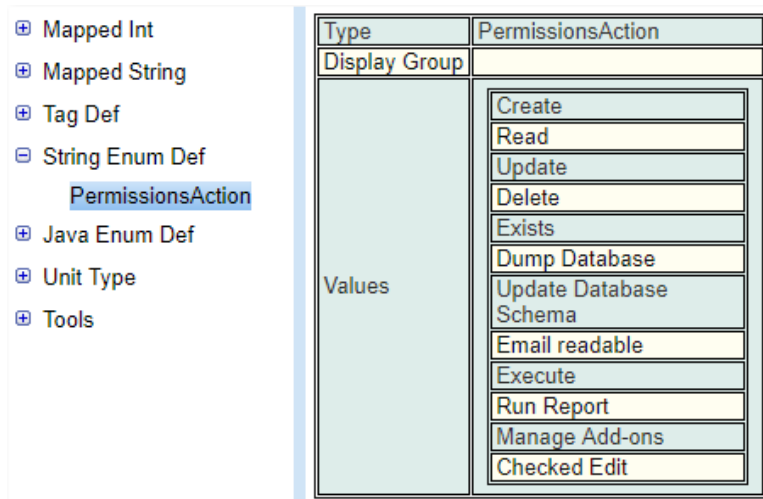 Mapped Int
Mapped String
Tag Def
String Enum Def
PermissionsAction
Java Enum Def
Unit Type
Tools
Type PermissionsAction
Display Group
Values
Create
Read
Update
Delete
Exists
Dump Database
Update Database
Schema
Email readable
Execute
Run Report
Manage Add-ons
Checked Edit